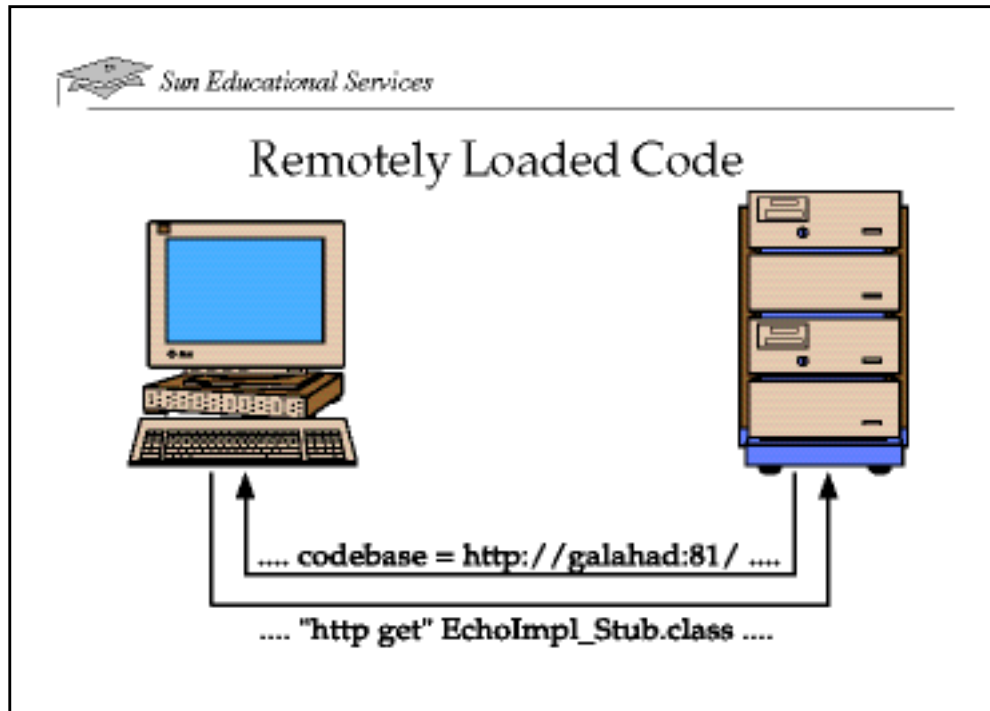 Sun Educational Services
Remotely Loaded Code
.... codebase = http://galahad:81/ ....
.... "http get" EchoImpl_Stub.class ....